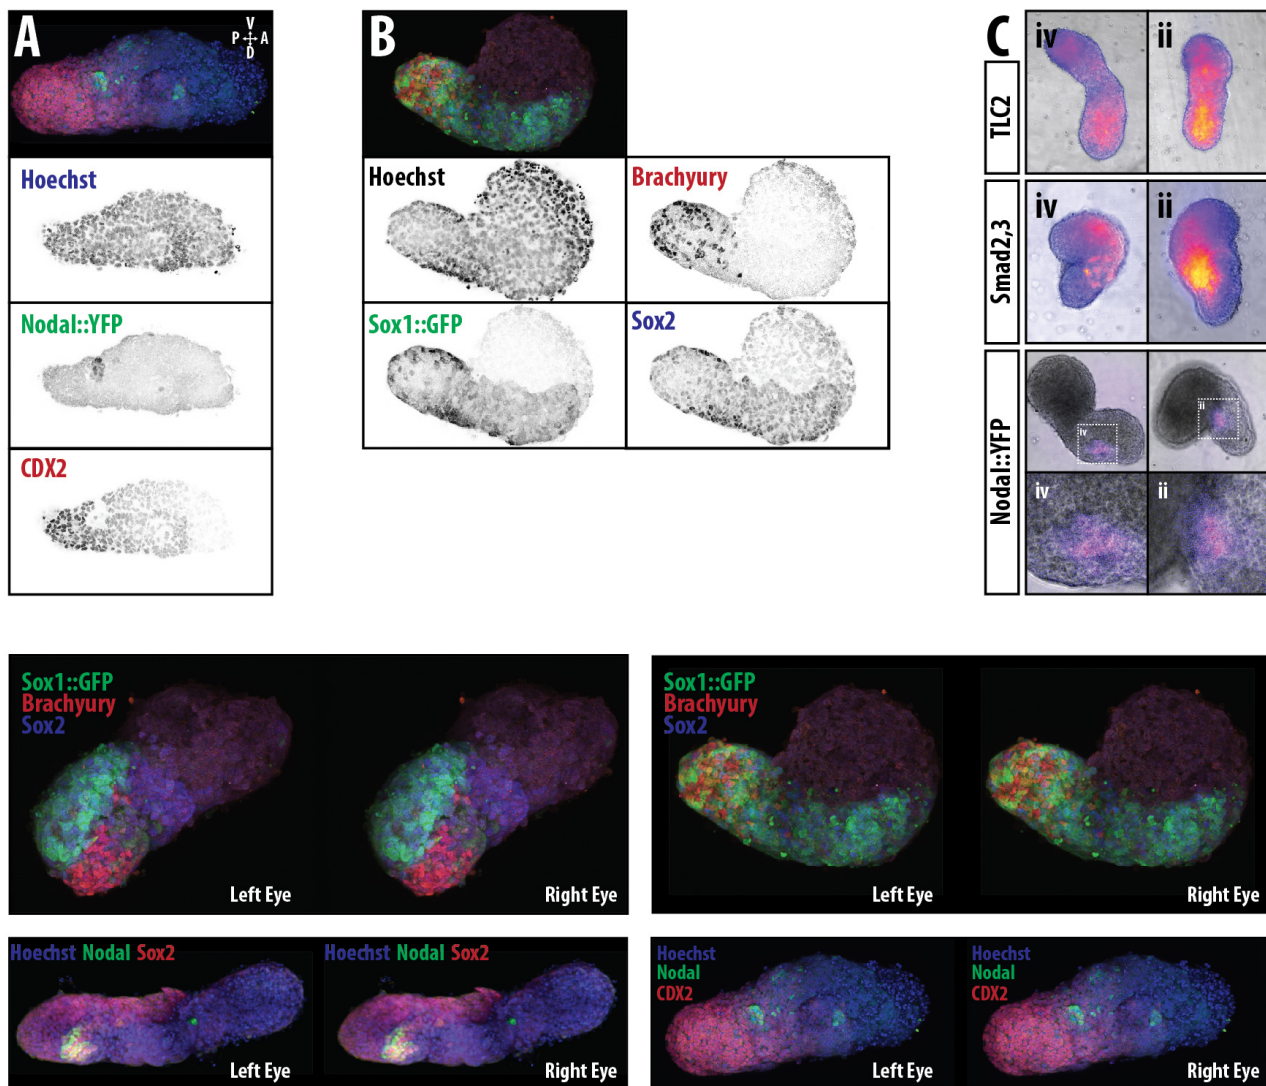 A
V
P A
D
Hoechst
Nodal::YFP
CDX2
B
Hoechst
Brachyury
Sox1::GFP
Sox2
C
TLC2
iv
ii
Smad2,3
iv
ii
Nodal::YFP
iv
ii
iv
ii
Sox1::GFP
Brachyury
Sox2
Left Eye
Right Eye
Sox1::GFP
Brachyury
Sox2
Left Eye
Right Eye
Hoechst Nodal Sox2
Left Eye
Hoechst Nodal Sox2
Right Eye
Hoechst
Nodal
CDX2
Left Eye
Hoechst
Nodal
CDX2
Right Eye